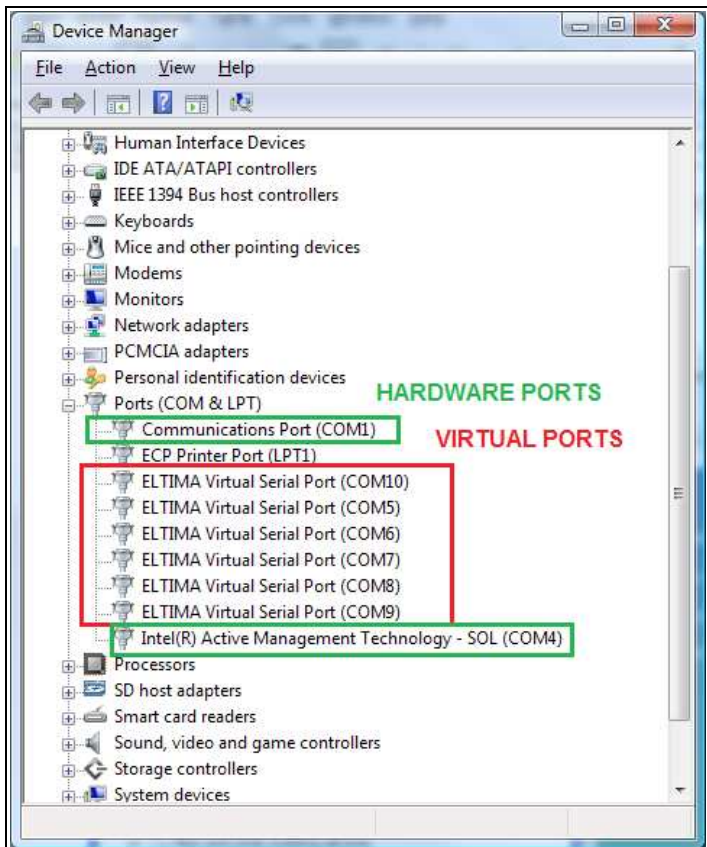 Device Manager
File Action View Help
Human Interface Devices
IDE ATA/ATAPI controllers
IEEE 1394 Bus host controllers
Keyboards
Mice and other pointing devices
Modems
Monitors
Network adapters
PCMCIA adapters
Personal identification devices
HARDWARE PORTS
Ports (COM & LPT)
Communications Port (COM1)
VIRTUAL PORTS
ECP Printer Port (LPT1)
ELTIMA Virtual Serial Port (COM10)
ELTIMA Virtual Serial Port (COM5)
ELTIMA Virtual Serial Port (COM6)
ELTIMA Virtual Serial Port (COM7)
ELTIMA Virtual Serial Port (COM8)
ELTIMA Virtual Serial Port (COM9)
Intel(R) Active Management Technology - SOL (COM4)
Processors
SD host adapters
Smart card readers
Sound, video and game controllers
Storage controllers
System devices